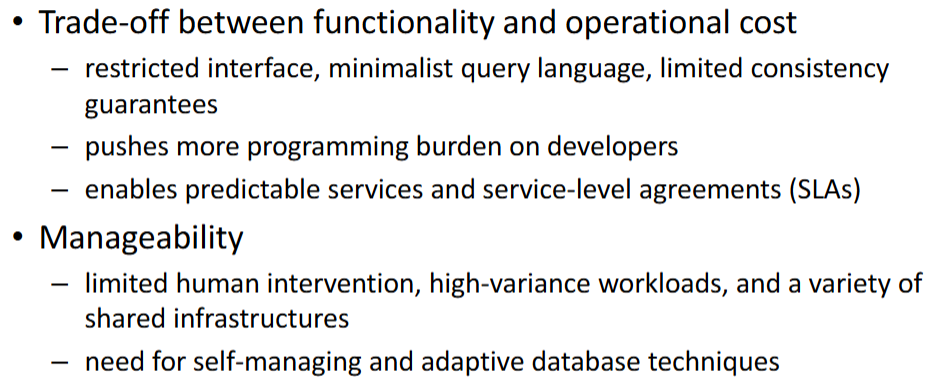 • Trade-off between functionality and operational cost
– restricted interface, minimalist query language, limited consistency
guarantees
– pushes more programming burden on developers
– enables predictable services and service-level agreements (SLAs)
• Manageability
– limited human intervention, high-variance workloads, and a variety of
shared infrastructures
– need for self-managing and adaptive database techniques